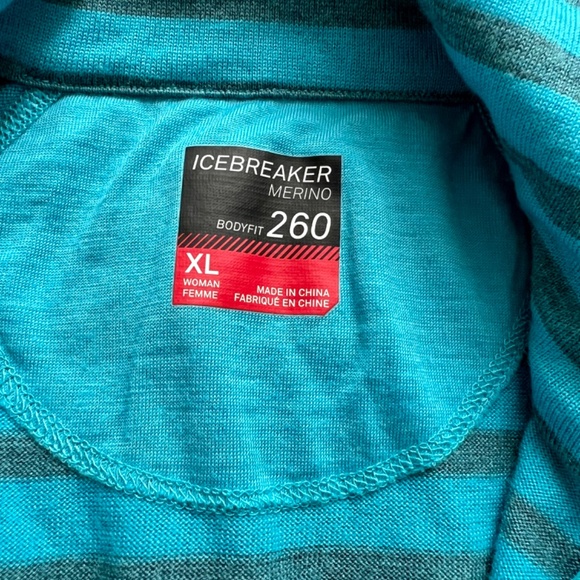 ICEBREAKER
MERINO
BODYFIT 260
XL
WOMAN
FEMME
MADE IN CHINA
FABRIQUÉ EN CHINE